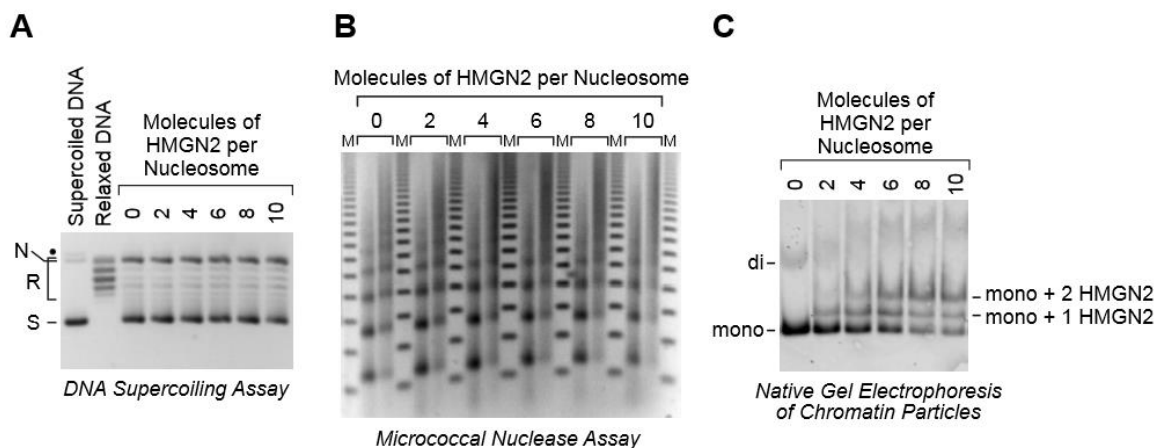 A
Supercoiled DNA
Relaxed DNA
Molecules of
HMGN2 per
Nucleosome
0 2 4 6 8 10
N
R
S
DNA Supercoiling Assay
B
Molecules of HMGN2 per Nucleosome
0 2 4 6 8 10
M M M M M M M
Micrococcal Nuclease Assay
C
Molecules of
HMGN2 per
Nucleosome
0 2 4 6 8 10
di
mono
mono + 2 HMGN2
mono + 1 HMGN2
Native Gel Electrophoresis
of Chromatin Particles